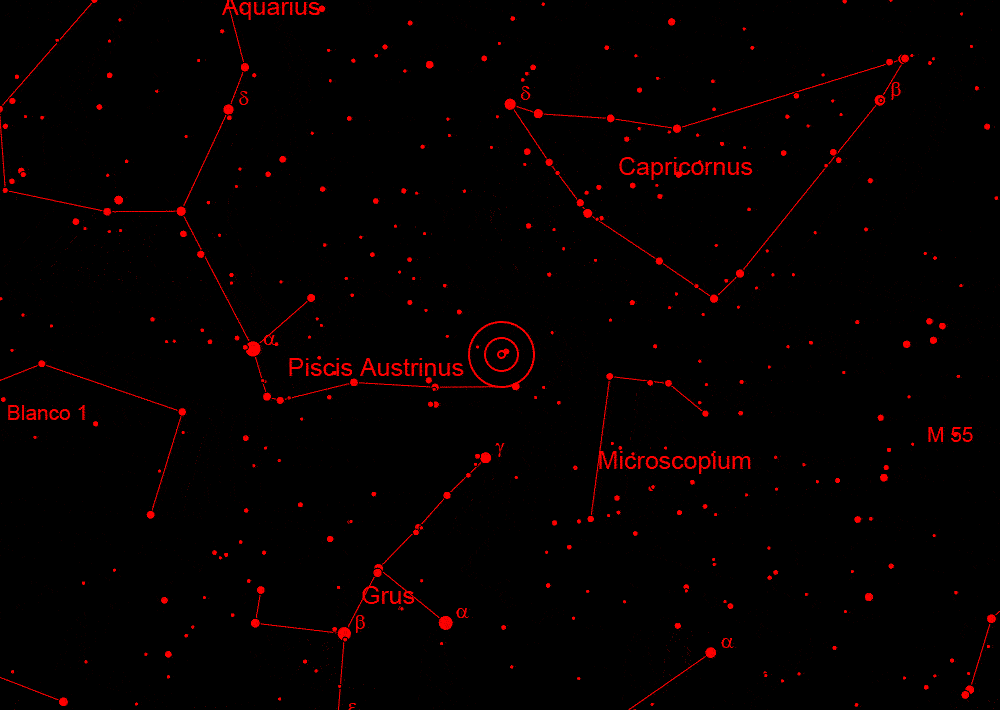 Aquarius
δ
δ
β
Capricornus
α
Piscis Austrinus
Blanco 1
M 55
γ
Microscopium
Grus
α
β
α
ε